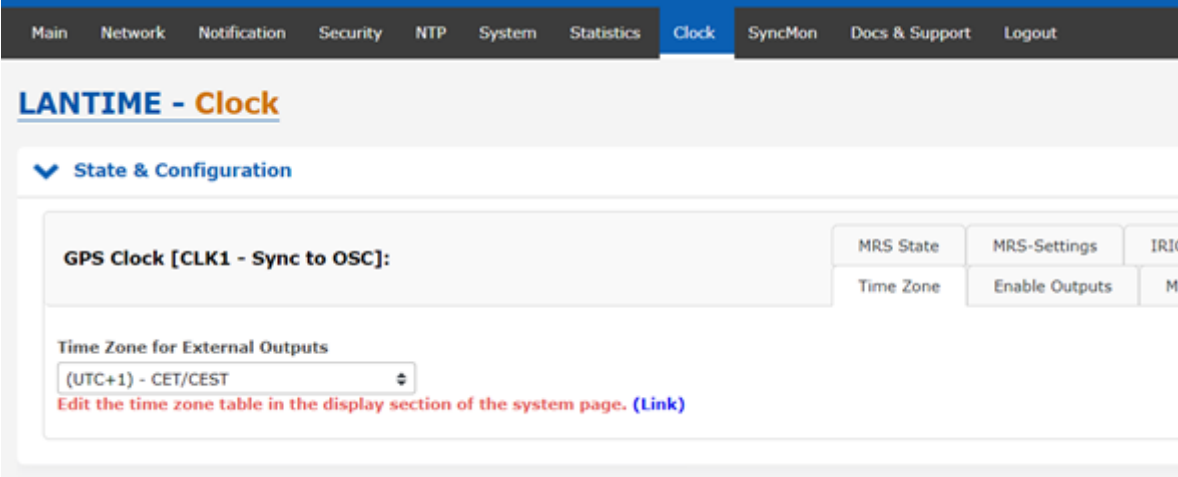 Main Network Notification Security NTP System Statistics Clock SyncMon Docs & Support Logout
LANTIME - Clock
State & Configuration
MRS State MRS-Settings
GPS Clock [CLK1 - Sync to OSC]:
Time Zone Enable Outputs
Time Zone for External Outputs
(UTC+1) - CET/CEST
Edit the time zone table in the display section of the system page. (Link)